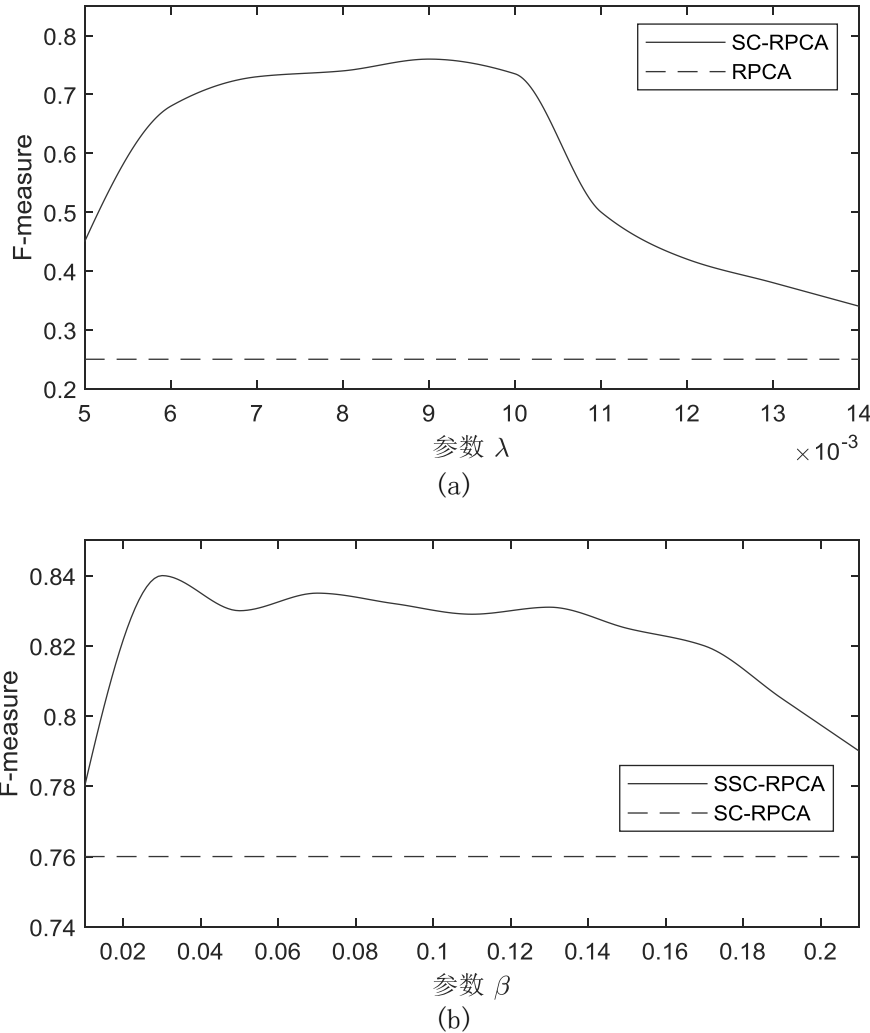 0.8
0.7
0.6
0.5
0.4
0.3
0.2
F-measure
SC-RPCA
RPCA
5 6 7 8 9 10 11 12 13 14
参数 λ
×10-3
(a)
0.84
0.82
0.8
0.78
0.76
0.74
F-measure
SSC-RPCA
SC-RPCA
0.02 0.04 0.06 0.08 0.1 0.12 0.14 0.16 0.18 0.2
参数 β
(b)